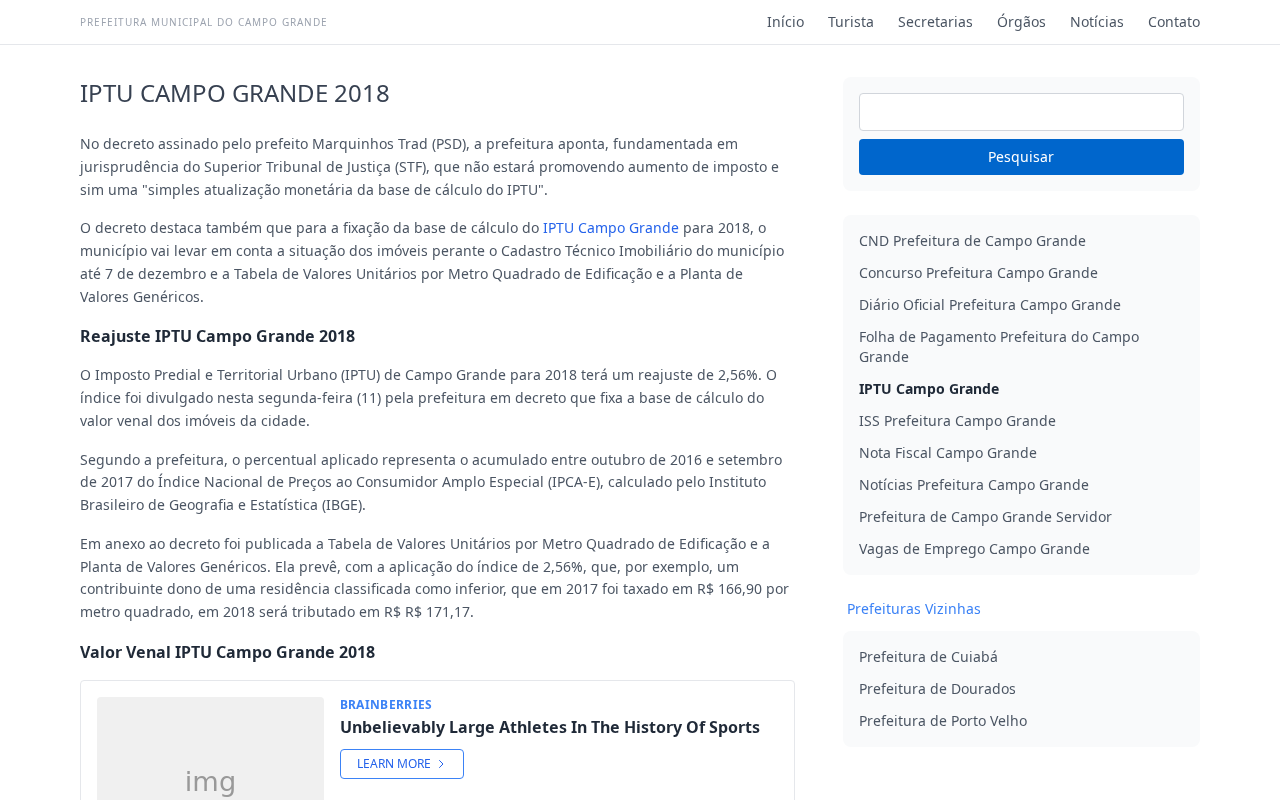 PREFEITURA MUNICIPAL DO CAMPO GRANDE
Início
Turista
Secretarias
Órgãos
Notícias
Contato
IPTU CAMPO GRANDE 2018
No decreto assinado pelo prefeito Marquinhos Trad (PSD), a prefeitura aponta, fundamentada em
jurisprudência do Superior Tribunal de Justiça (STF), que não estará promovendo aumento de imposto e
sim uma "simples atualização monetária da base de cálculo do IPTU".
O decreto destaca também que para a fixação da base de cálculo do IPTU Campo Grande para 2018, o
município vai levar em conta a situação dos imóveis perante o Cadastro Técnico Imobiliário do município
até 7 de dezembro e a Tabela de Valores Unitários por Metro Quadrado de Edificação e a Planta de
Valores Genéricos.
Reajuste IPTU Campo Grande 2018
O Imposto Predial e Territorial Urbano (IPTU) de Campo Grande para 2018 terá um reajuste de 2,56%. O
índice foi divulgado nesta segunda-feira (11) pela prefeitura em decreto que fixa a base de cálculo do
valor venal dos imóveis da cidade.
Segundo a prefeitura, o percentual aplicado representa o acumulado entre outubro de 2016 e setembro
de 2017 do Índice Nacional de Preços ao Consumidor Amplo Especial (IPCA-E), calculado pelo Instituto
Brasileiro de Geografia e Estatística (IBGE).
Em anexo ao decreto foi publicada a Tabela de Valores Unitários por Metro Quadrado de Edificação e a
Planta de Valores Genéricos. Ela prevê, com a aplicação do índice de 2,56%, que, por exemplo, um
contribuinte dono de uma residência classificada como inferior, que em 2017 foi taxado em R$ 166,90 por
metro quadrado, em 2018 será tributado em R$ R$ 171,17.
Valor Venal IPTU Campo Grande 2018
img
BRAINBERRIES
Unbelievably Large Athletes In The History Of Sports
LEARN MORE
Pesquisar
CND Prefeitura de Campo Grande
Concurso Prefeitura Campo Grande
Diário Oficial Prefeitura Campo Grande
Folha de Pagamento Prefeitura do Campo
Grande
IPTU Campo Grande
ISS Prefeitura Campo Grande
Nota Fiscal Campo Grande
Notícias Prefeitura Campo Grande
Prefeitura de Campo Grande Servidor
Vagas de Emprego Campo Grande
Prefeituras Vizinhas
Prefeitura de Cuiabá
Prefeitura de Dourados
Prefeitura de Porto Velho